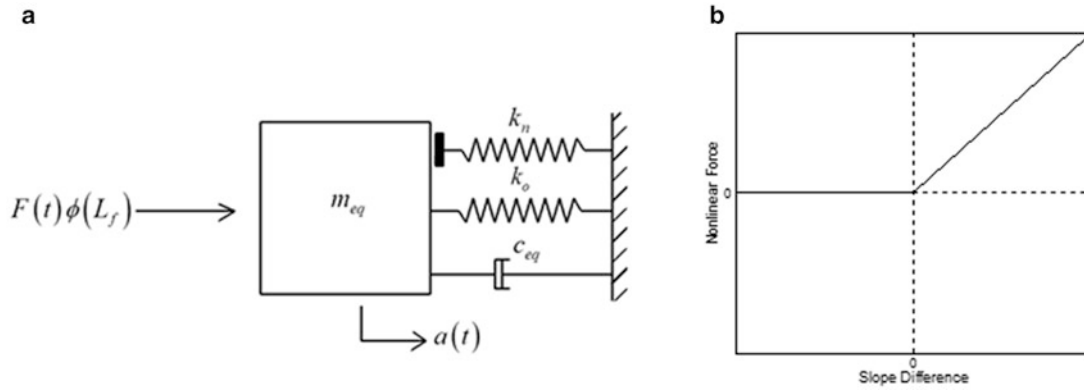 a
b
k_n
k_o
m_eq
c_eq
F(t)ϕ(L_f)
a(t)
Nonlinear Force
0
0
Slope Difference